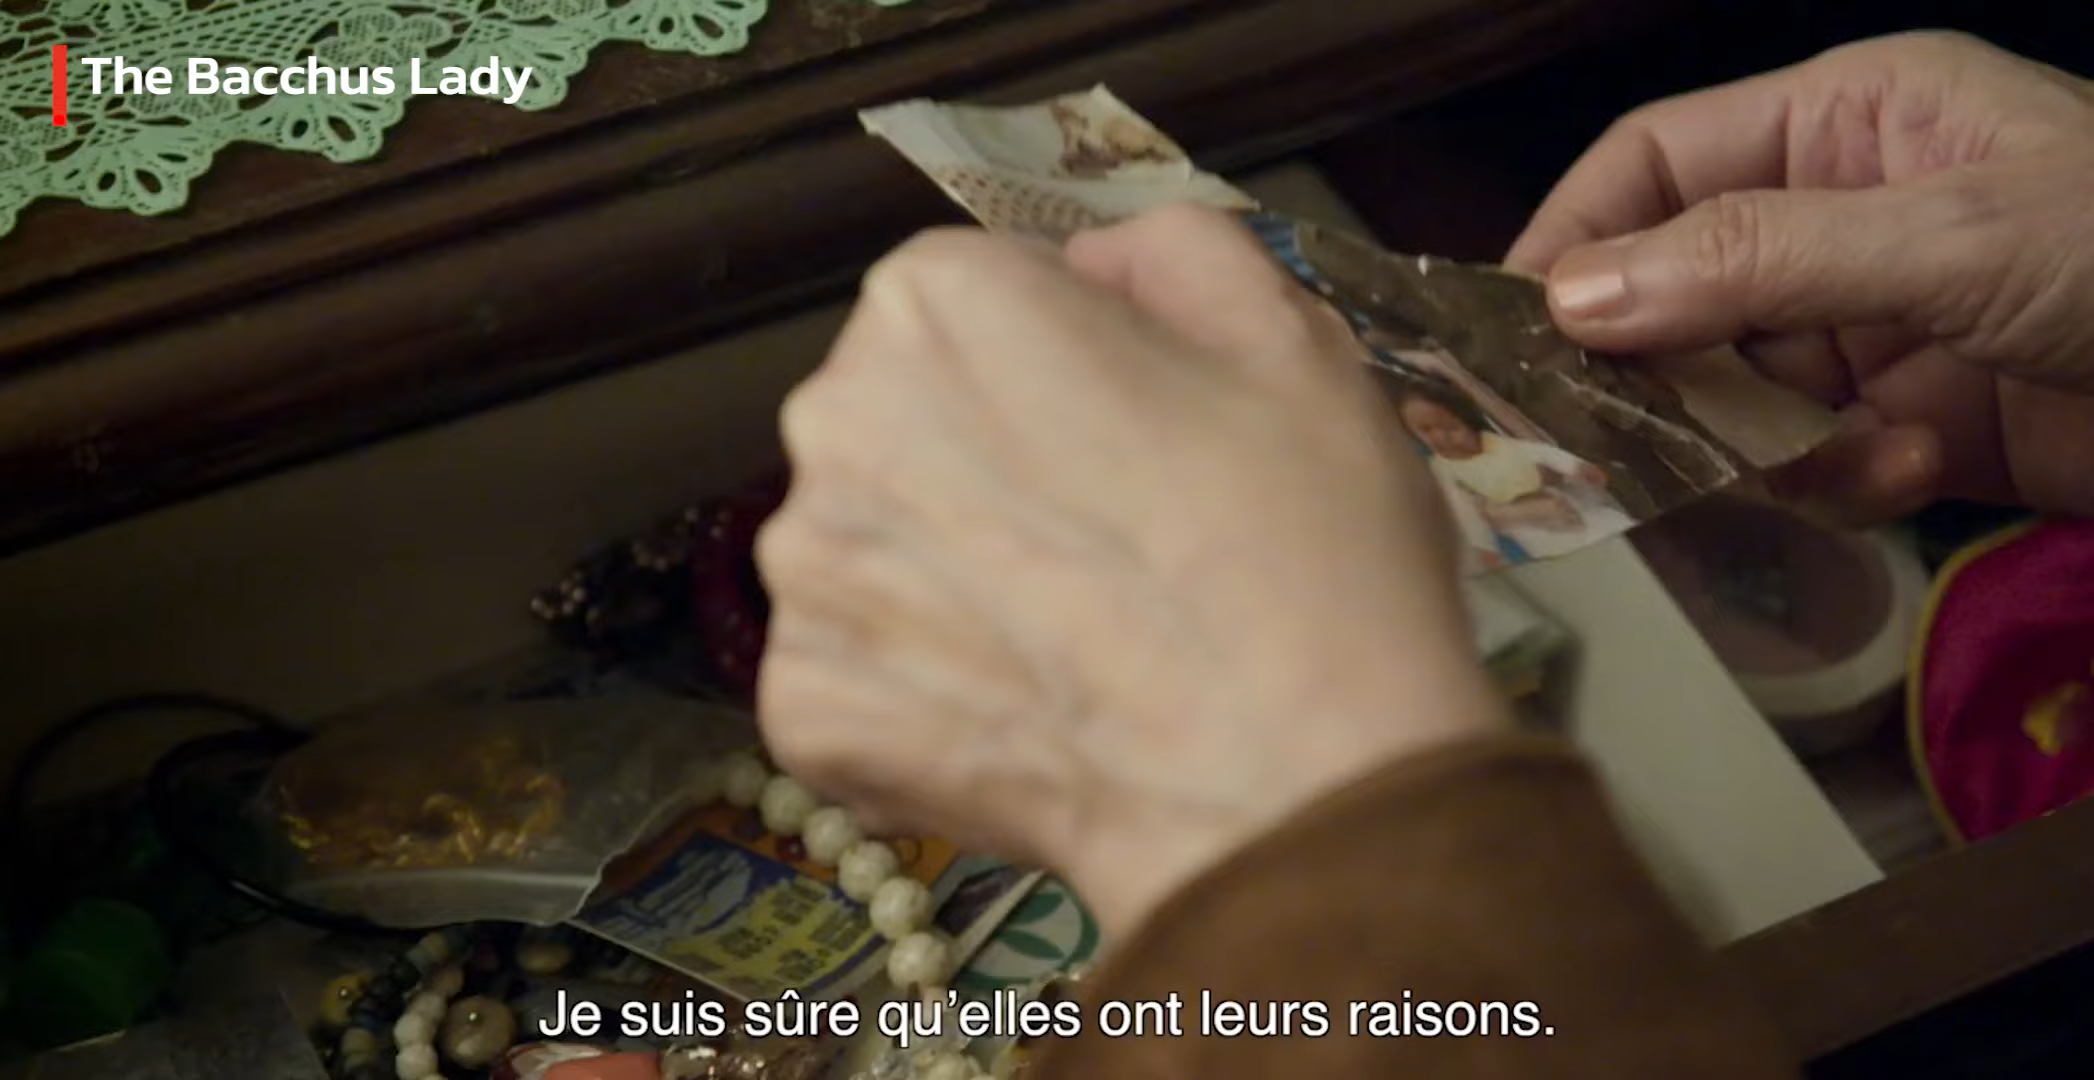 The Bacchus Lady
Je suis sûre qu’elles ont leurs raisons.